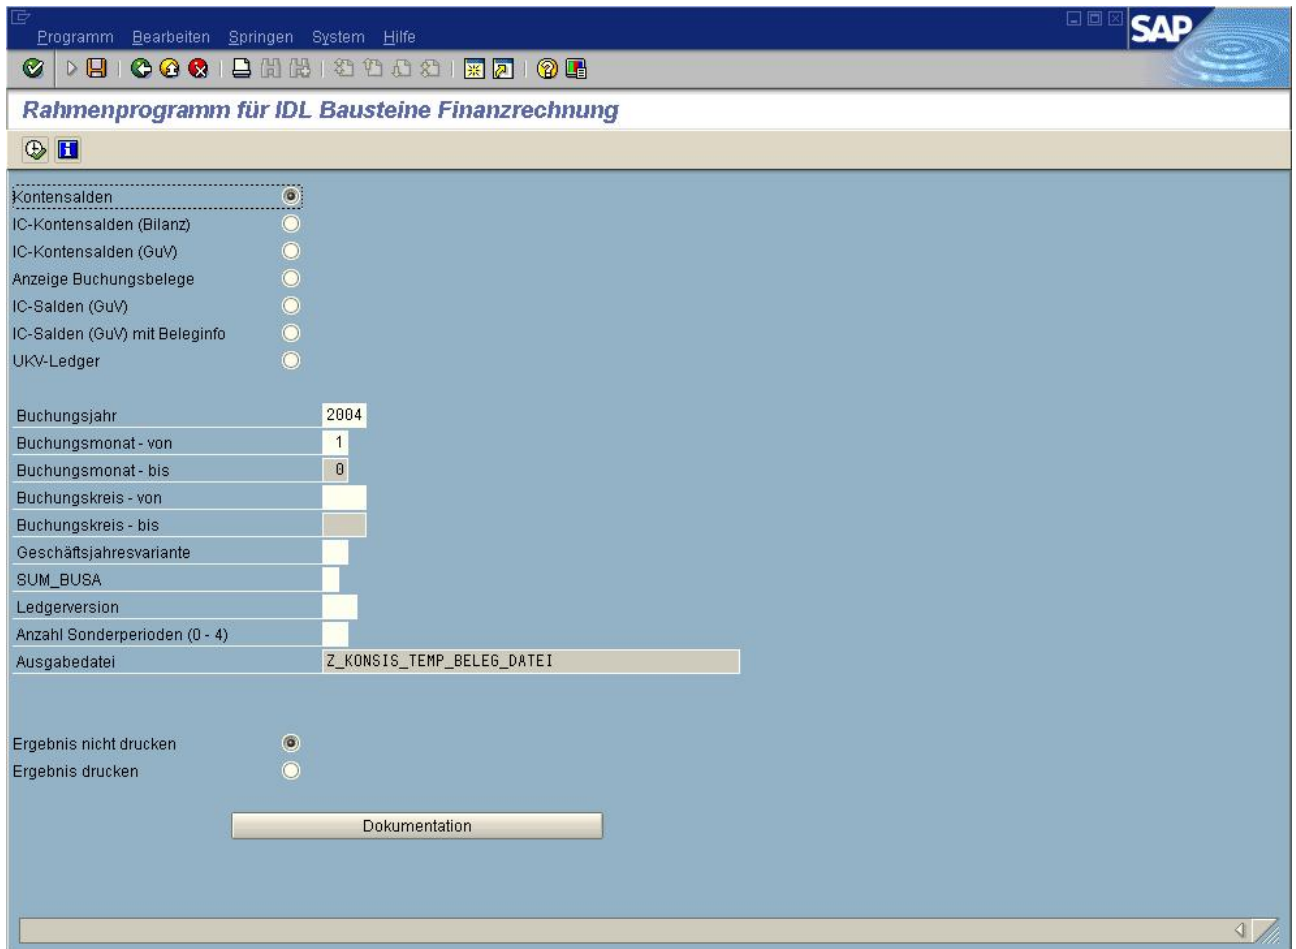 Programm Bearbeiten Springen System Hilfe
SAP
Rahmenprogramm für IDL Bausteine Finanzrechnung
Kontensalden
IC-Kontensalden (Bilanz)
IC-Kontensalden (GuV)
Anzeige Buchungsbelege
IC-Salden (GuV)
IC-Salden (GuV) mit Beleginfo
UKV-Ledger
Buchungsjahr 2004
Buchungsmonat - von 1
Buchungsmonat - bis 0
Buchungskreis - von
Buchungskreis - bis
Geschäftsjahresvariante
SUM_BUSA
Ledgerversion
Anzahl Sonderperioden (0 - 4)
Ausgabedatei Z_KONSIS_TEMP_BELEG_DATEI
Ergebnis nicht drucken
Ergebnis drucken
Dokumentation